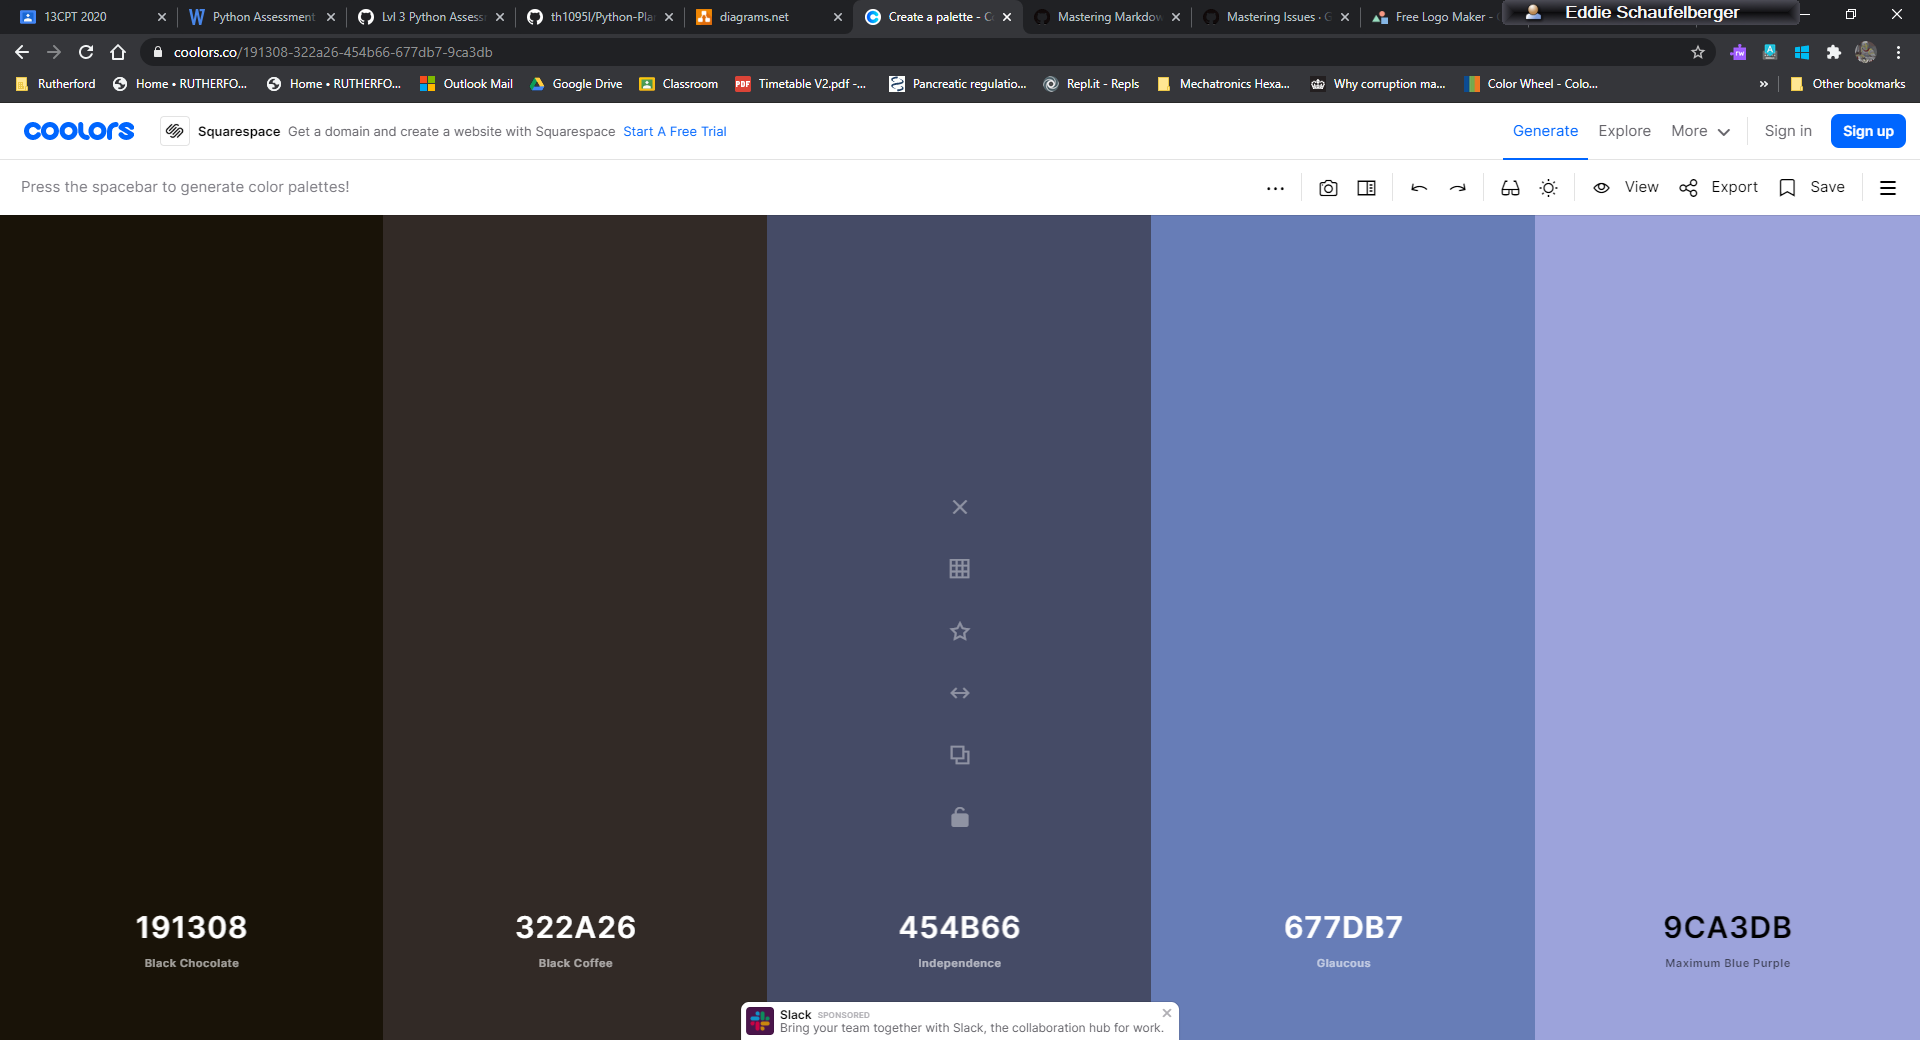 13CPT 2020
Python Assessment
Lvl 3 Python Assess
th1095l/Python-Pla
diagrams.net
Create a palette - C
Mastering Markdow
Mastering Issues · G
Free Logo Maker -
Eddie Schaufelberger
coolors.co/191308-322a26-454b66-677db7-9ca3db
Rutherford
Home • RUTHERFO...
Home • RUTHERFO...
Outlook Mail
Google Drive
Classroom
PDF
Timetable V2.pdf -...
Pancreatic regulatio...
Repl.it - Repls
Mechatronics Hexa...
Why corruption ma...
Color Wheel - Colo...
»
Other bookmarks
coolors
Squarespace Get a domain and create a website with Squarespace Start A Free Trial
Generate
Explore
More
Sign in
Sign up
Press the spacebar to generate color palettes!
View
Export
Save
191308
Black Chocolate
322A26
Black Coffee
454B66
Independence
677DB7
Glaucous
9CA3DB
Maximum Blue Purple
Slack SPONSORED
Bring your team together with Slack, the collaboration hub for work.